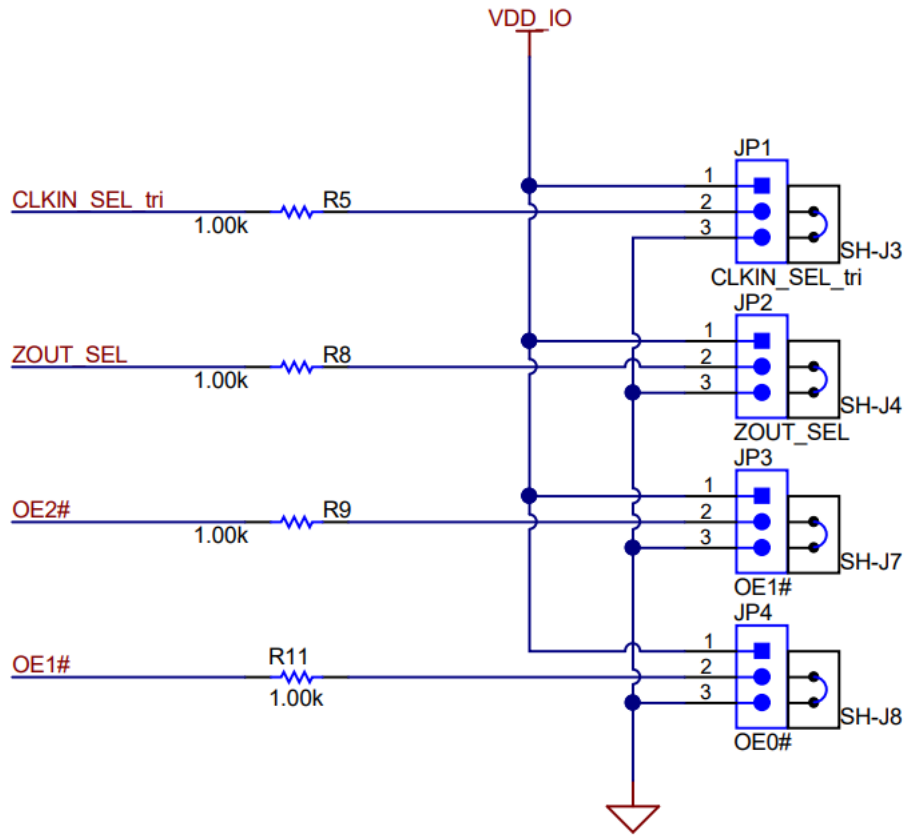 VDD_IO
JP1
1
CLKIN_SEL_tri
R5
2
1.00k
3
SH-J3
CLKIN_SEL_tri
JP2
1
ZOUT_SEL
R8
2
1.00k
3
SH-J4
ZOUT_SEL
JP3
1
OE2#
R9
2
1.00k
3
SH-J7
OE1#
JP4
1
OE1#
R11
2
1.00k
3
SH-J8
OE0#